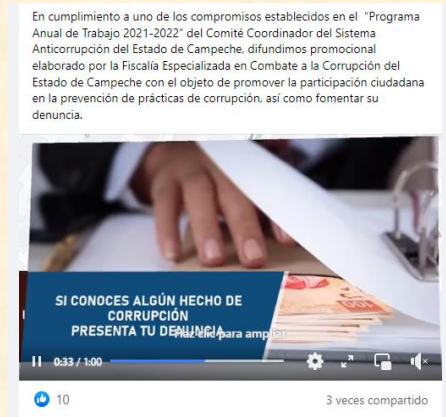 En cumplimiento a uno de los compromisos establecidos en el "Programa
Anual de Trabajo 2021-2022" del Comité Coordinador del Sistema
Anticorrupción del Estado de Campeche, difundimos promocional
elaborado por la Fiscalía Especializada en Combate a la Corrupción del
Estado de Campeche con el objeto de promover la participación ciudadana
en la prevención de prácticas de corrupción, así como fomentar su
denuncia.
SI CONOCES ALGÚN HECHO DE
CORRUPCIÓN
PRESENTA TU DENUNCIA
Haz clic para ampliar
0:33 / 1:00
10
3 veces compartido